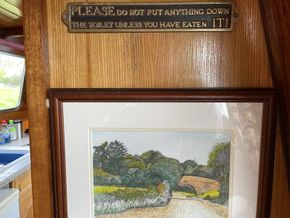 PLEASE DO NOT PUT ANYTHING DOWN
THE TOILET UNLESS YOU HAVE EATEN IT!